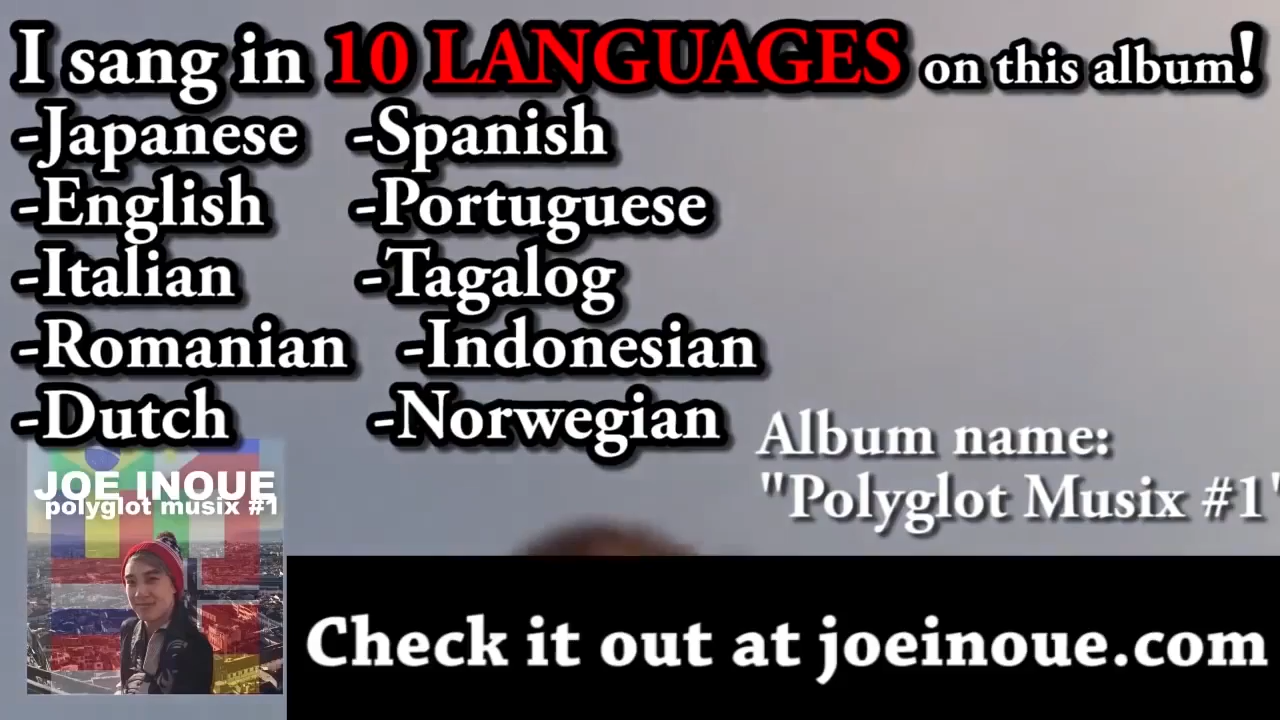 I sang in 10 LANGUAGES on this album!
-Japanese -Spanish
-English -Portuguese
-Italian -Tagalog
-Romanian -Indonesian
-Dutch -Norwegian
Album name:
"Polyglot Musix #1"
JOE INOUE
polyglot musix #1
Check it out at joeinoue.com